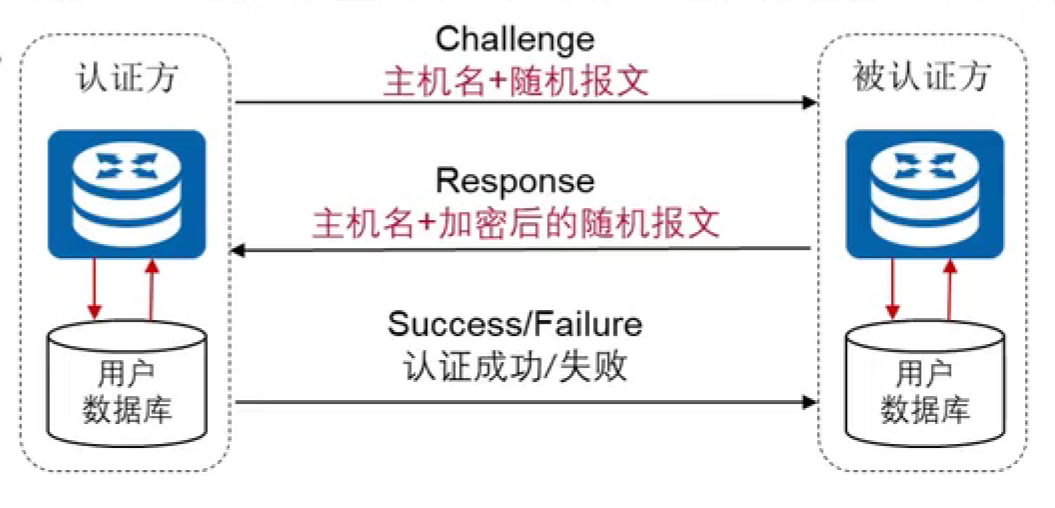 认证方
Challenge
主机名+随机报文
被认证方
Response
主机名+加密后的随机报文
Success/Failure
认证成功/失败
用户
数据库
用户
数据库